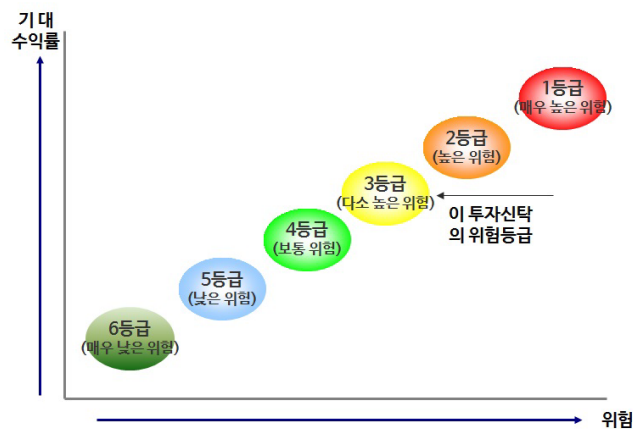 기 대
수익률
1등급
(매우 높은 위험)
2등급
(높은 위험)
3등급
(다소 높은 위험)
이 투자신탁
의 위험등급
4등급
(보통 위험)
5등급
(낮은 위험)
6등급
(매우 낮은 위험)
위험